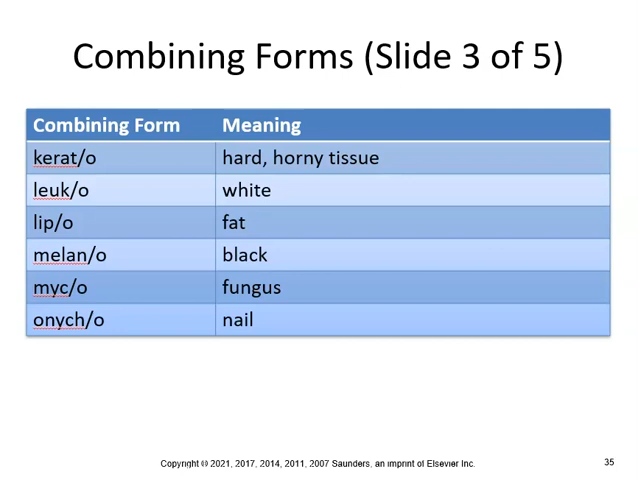 Combining Forms (Slide 3 of 5)
Combining Form Meaning
kerat/o hard, horny tissue
leuk/o white
lip/o fat
melan/o black
myc/o fungus
onych/o nail
Copyright © 2021, 2017, 2014, 2011, 2007 Saunders, an imprint of Elsevier Inc. 35